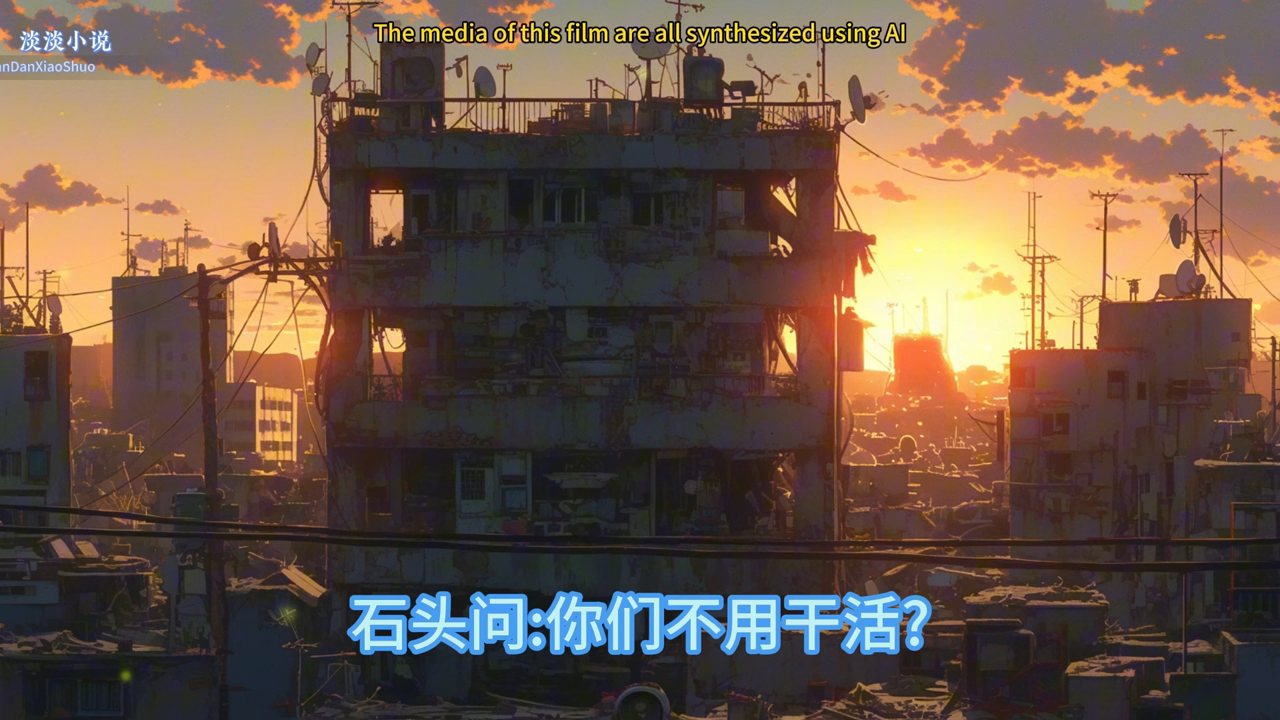 The media of this film are all synthesized using AI
淡淡小说
anDanXiaoShuo
石头问:你们不用干活?